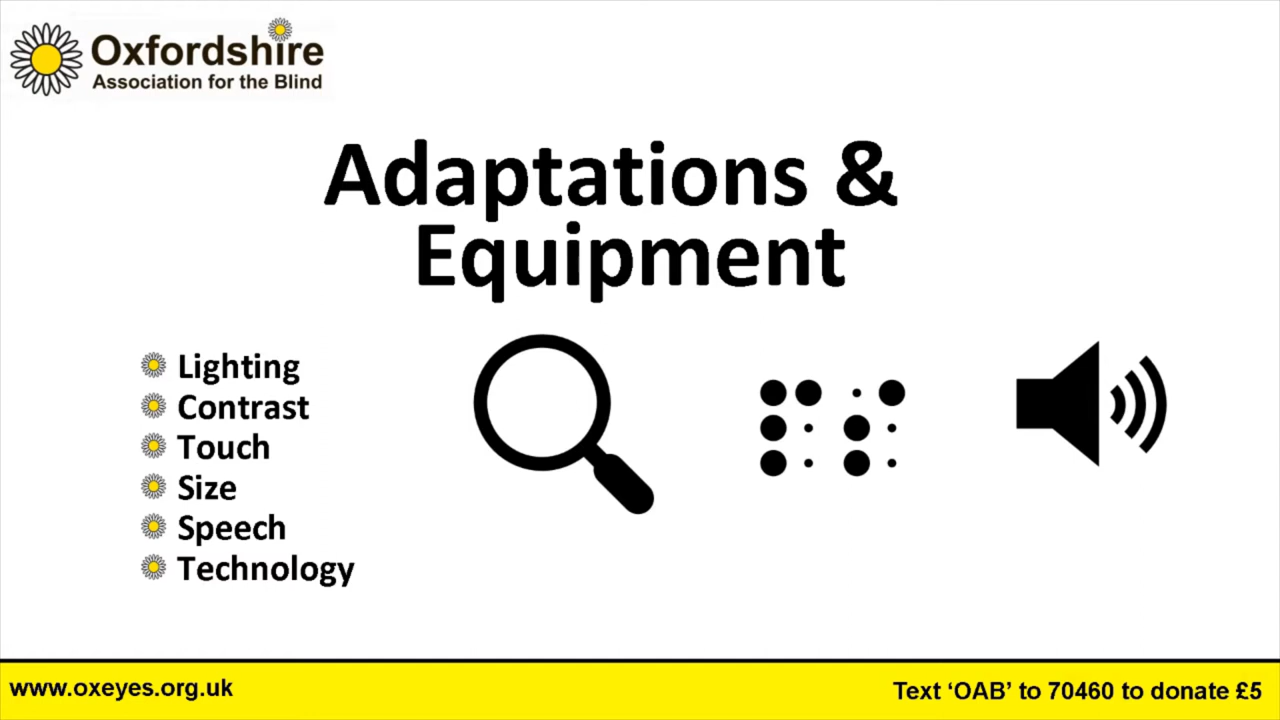 Oxfordshire
Association for the Blind
Adaptations &
Equipment
Lighting
Contrast
Touch
Size
Speech
Technology
www.oxeyes.org.uk
Text ‘OAB’ to 70460 to donate £5